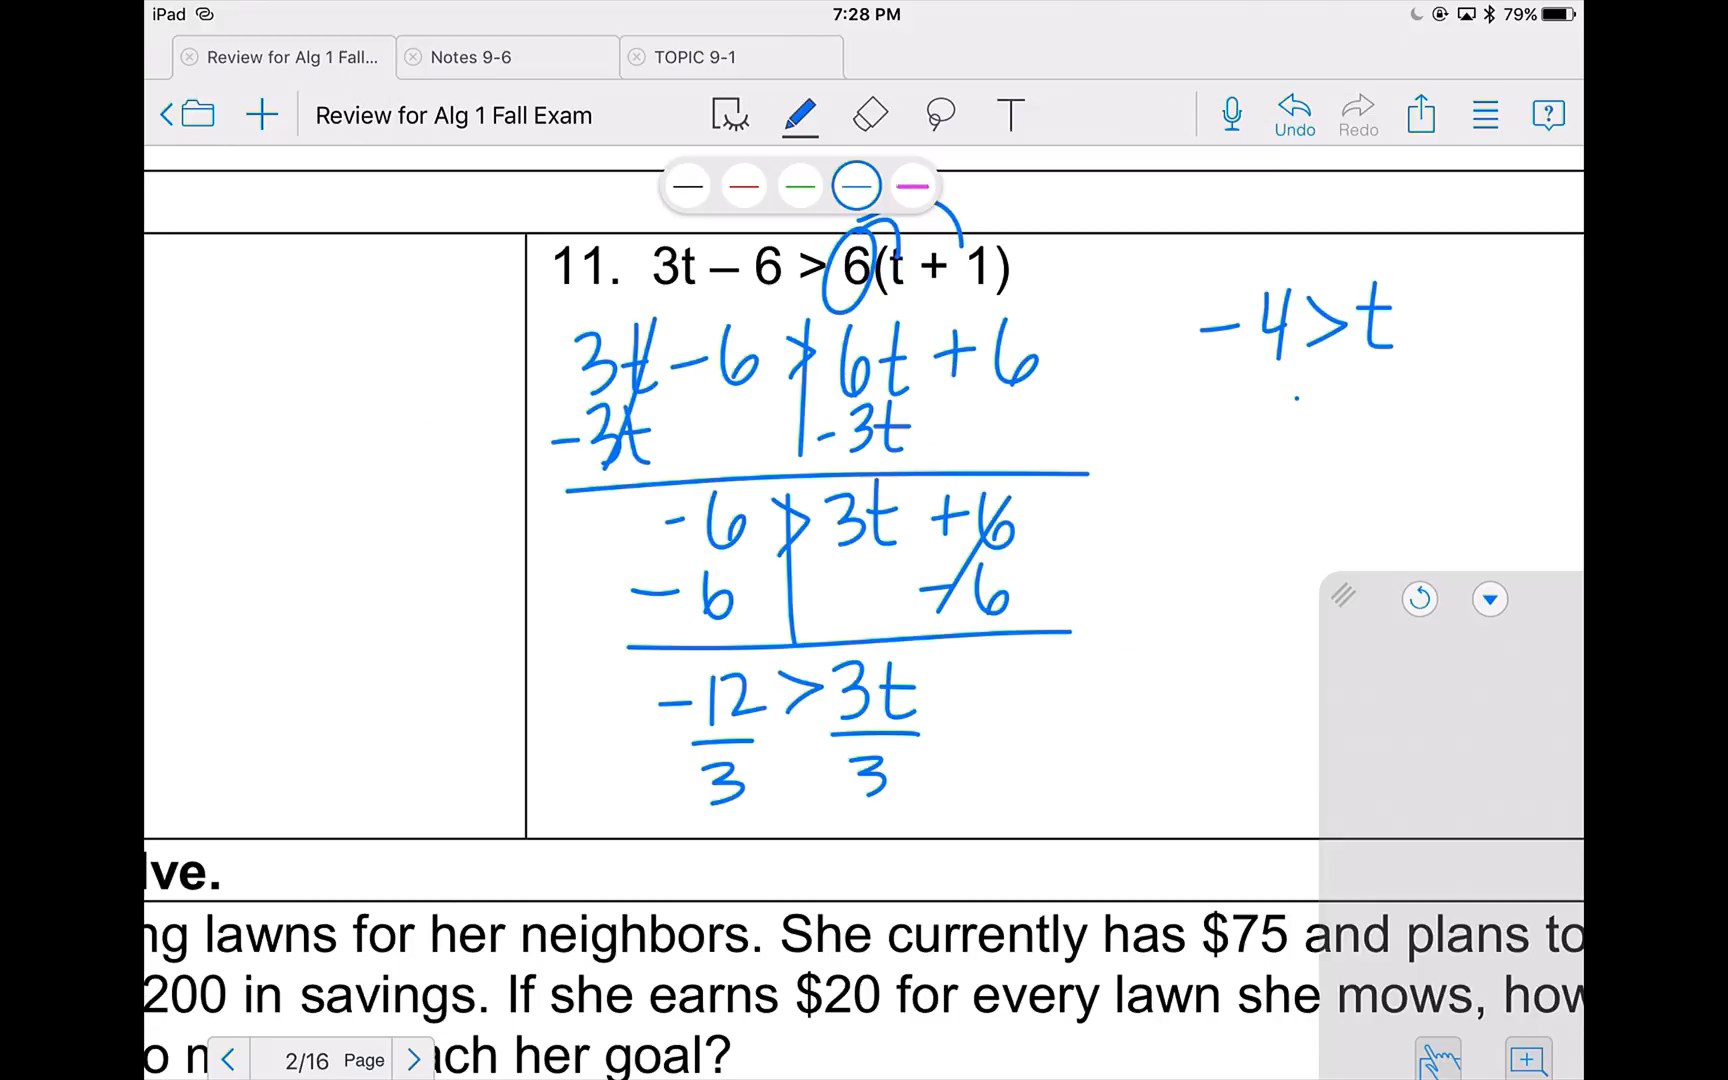 iPad 7:28 PM 79%
Review for Alg 1 Fall... Notes 9-6 TOPIC 9-1
Review for Alg 1 Fall Exam T Undo Redo
11. 3t – 6 > 6(t + 1)
-4 > t
3t - 6 > 6t + 6
-3t -3t
-6 > 3t + 6
-6 -6
-12 > 3t
3 3
lve.
ng lawns for her neighbors. She currently has $75 and plans to
200 in savings. If she earns $20 for every lawn she mows, how
o n ach her goal?
2/16 Page